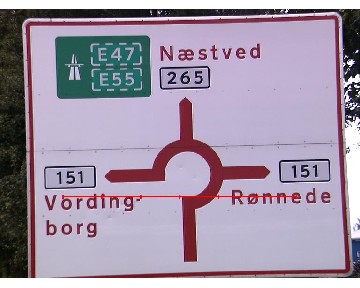 E47
E55
Næstved
265
151
Vording-
borg
151
Rønnede